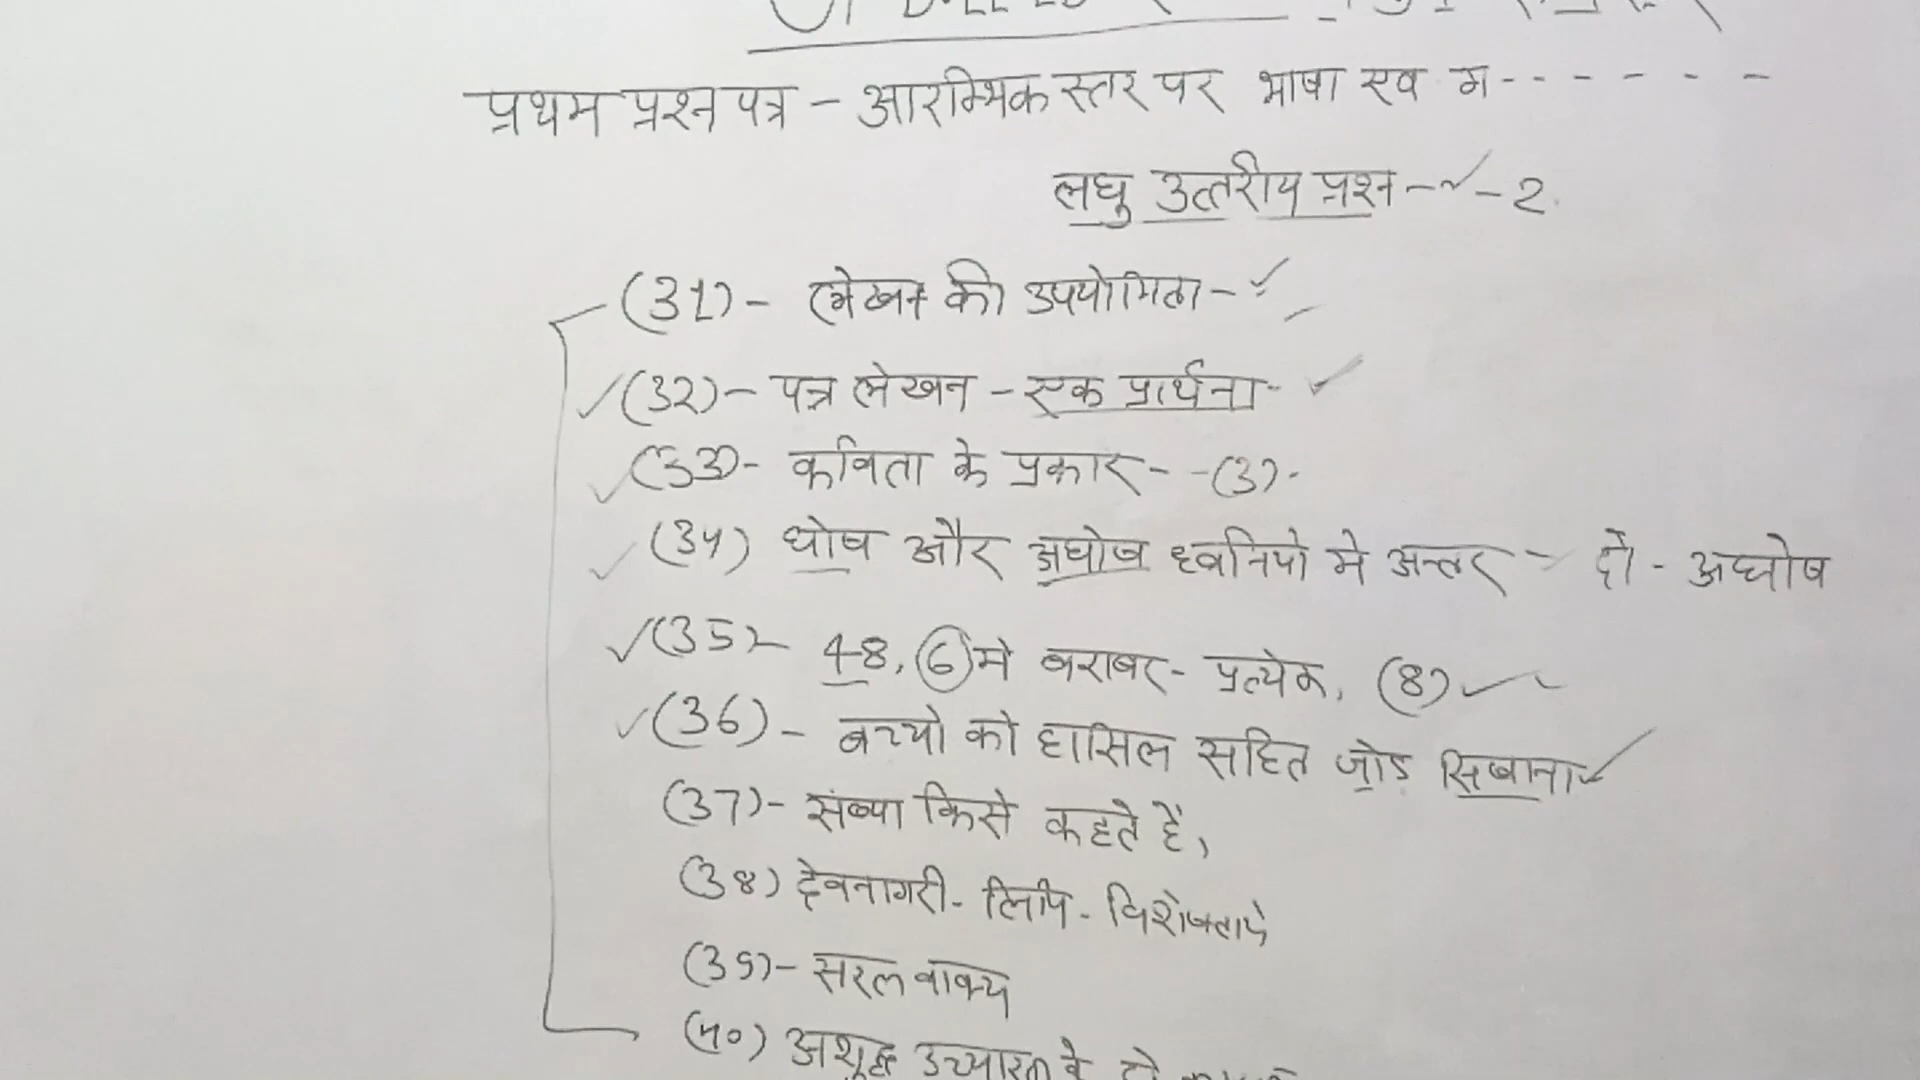 प्रथम प्रश्न पत्र - आरम्भिक स्तर पर भाषा एव ग- - - - - -
लघु उत्तरीय प्रश्न - - 2
(31) - लेखन की उपयोगिता -
(32) - पत्र लेखन - एक प्रार्थना -
(33) - कविता के प्रकार - - (3) -
(34) घोष और अघोष ध्वनियो मे अन्तर - दो - अघोष
(35) - 48, 6 मे बराबर - प्रत्येक, (8)
(36) - बच्चो को हासिल सहित जोड़ सिखाना
(37) - संख्या किसे कहते है,
(38) देवनागरी - लिपि - विशेषताये
(39) - सरल वाक्य
(40) अशुद्ध उच्चारण के दो